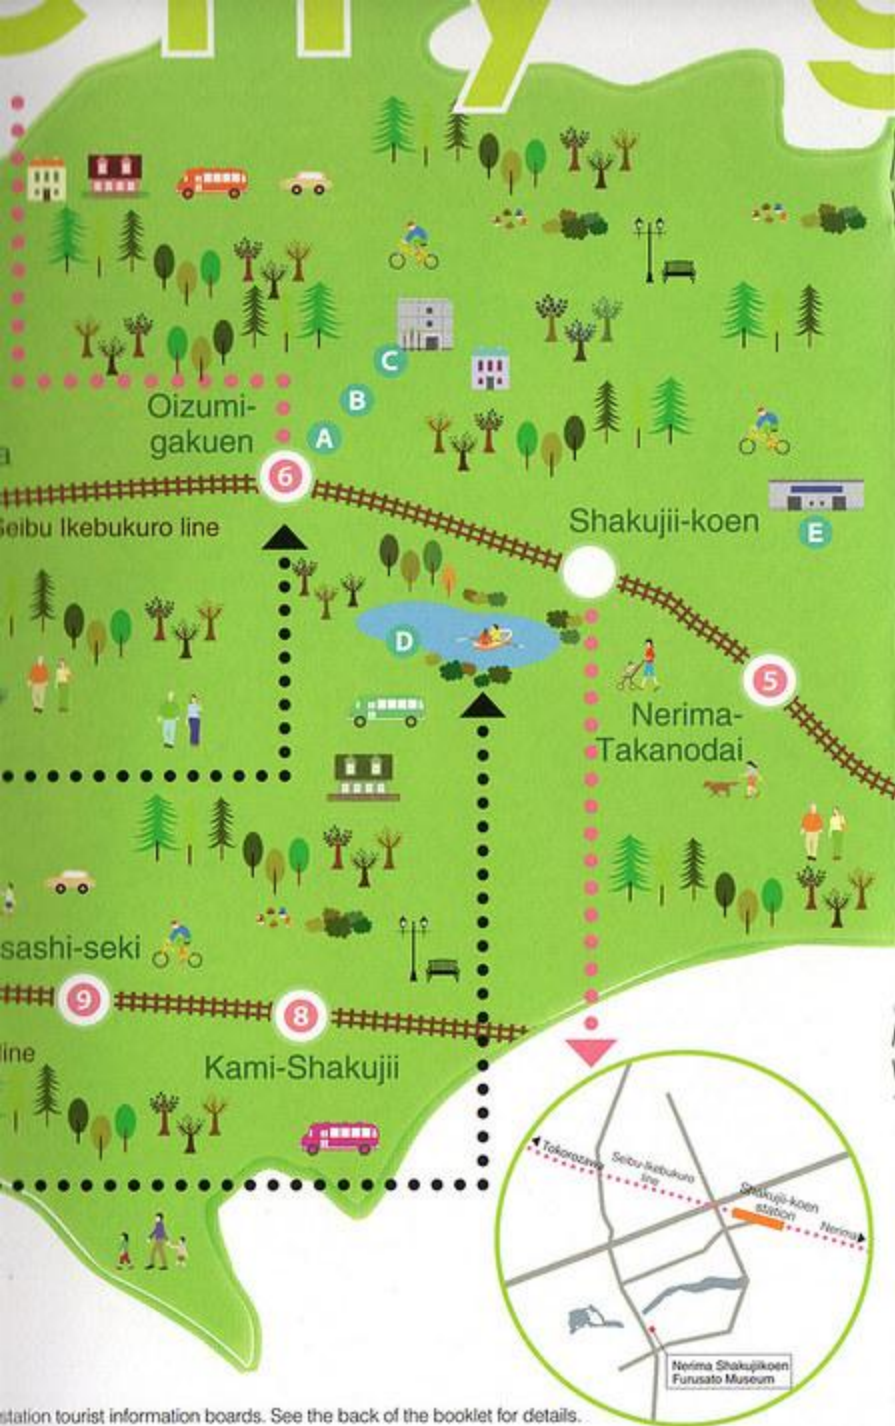 C
B
Oizumi-
gakuen
A
6
Seibu Ikebukuro line
Shakujii-koen
E
D
5
Nerima-
Takanodai
sashi-seki
9
8
line
Kami-Shakujii
Tokorozawa
Seibu-Ikebukuro
line
Shakujii-koen
station
Nerima
Nerima Shakujiikoen
Furusato Museum
station tourist information boards. See the back of the booklet for details.